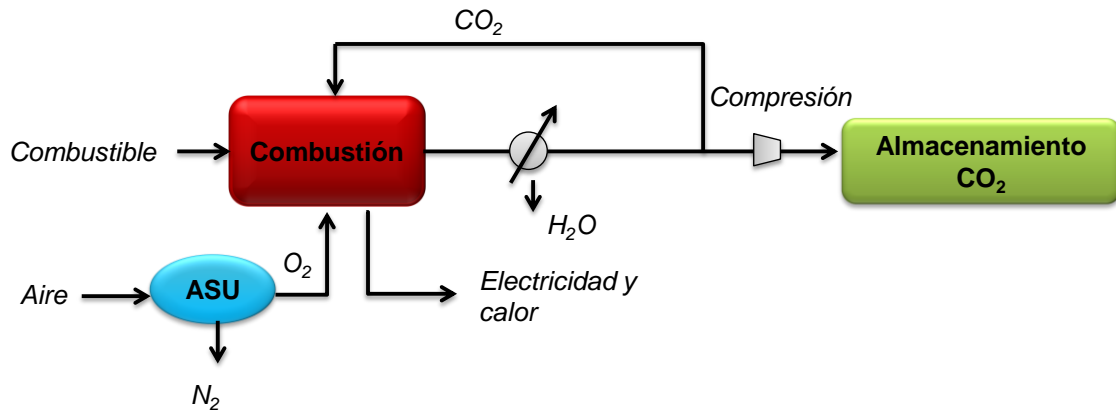 CO₂
Compresión
Combustible
Combustión
Almacenamiento
CO₂
H₂O
O₂
Electricidad y
calor
Aire
ASU
N₂